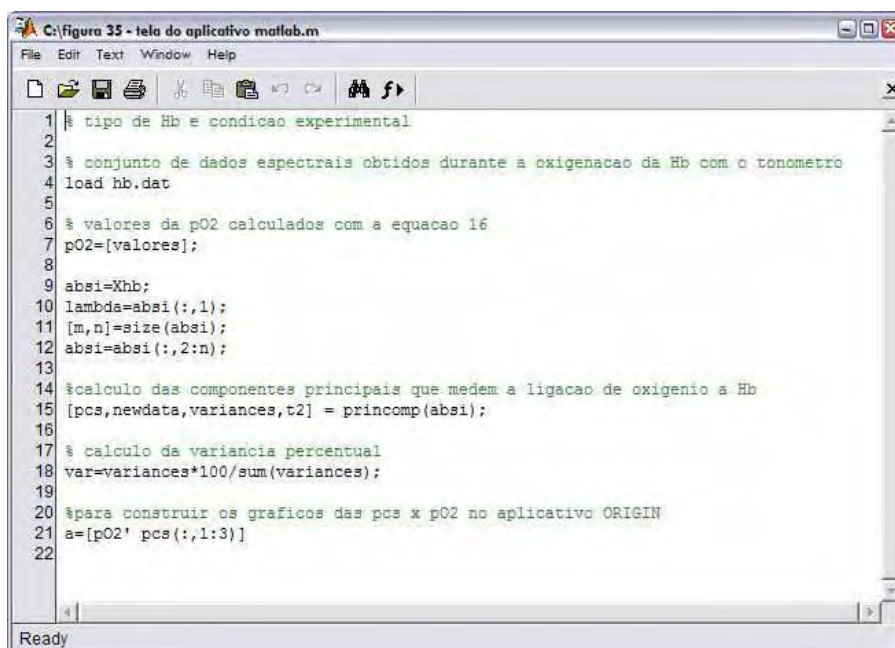 C:\figura 35 - tela do aplicativo matlab.m
File Edit Text Window Help
1 % tipo de Hb e condicao experimental
2
3 % conjunto de dados espectrais obtidos durante a oxigenacao da Hb com o tonometro
4 load hb.dat
5
6 % valores da pO2 calculados com a equacao 16
7 pO2=[valores];
8
9 absi=Xhb;
10 lambda=absi(:,1);
11 [m,n]=size(absi);
12 absi=absi(:,2:n);
13
14 %calculo das componentes principais que medem a ligacao de oxigenio a Hb
15 [pcs,newdata,variances,t2] = princomp(absi);
16
17 % calculo da variancia percentual
18 var=variances*100/sum(variances);
19
20 %para construir os graficos das pcs x pO2 no aplicativo ORIGIN
21 a=[pO2' pcs(:,1:3)]
22
Ready